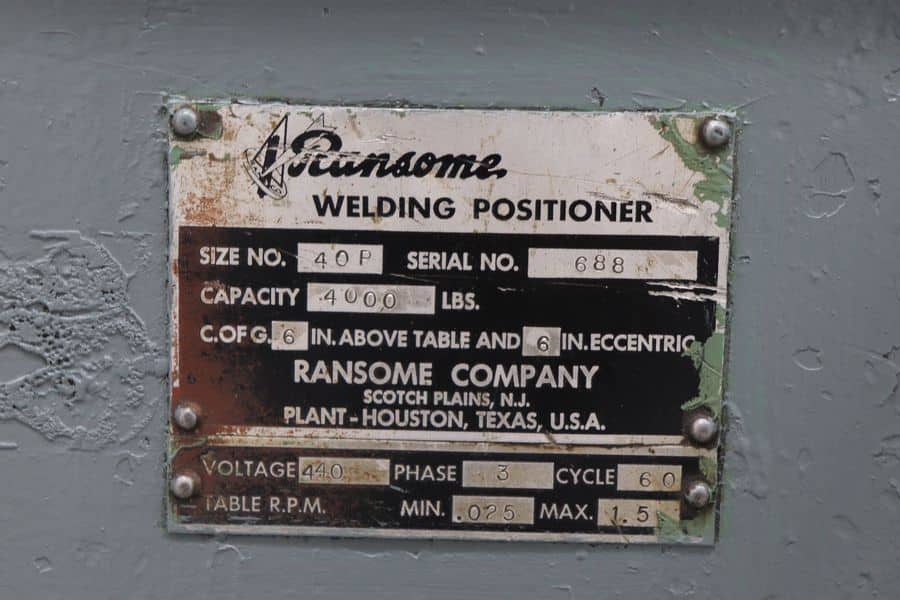 Ransome
WELDING POSITIONER
SIZE NO. 40P SERIAL NO. 688
CAPACITY 4000 LBS.
C.OF G. 6 IN. ABOVE TABLE AND 6 IN. ECCENTRIC
RANSOME COMPANY
SCOTCH PLAINS, N.J.
PLANT - HOUSTON, TEXAS, U.S.A.
VOLTAGE 440 PHASE 3 CYCLE 60
TABLE R.P.M. MIN. .025 MAX. 1.5